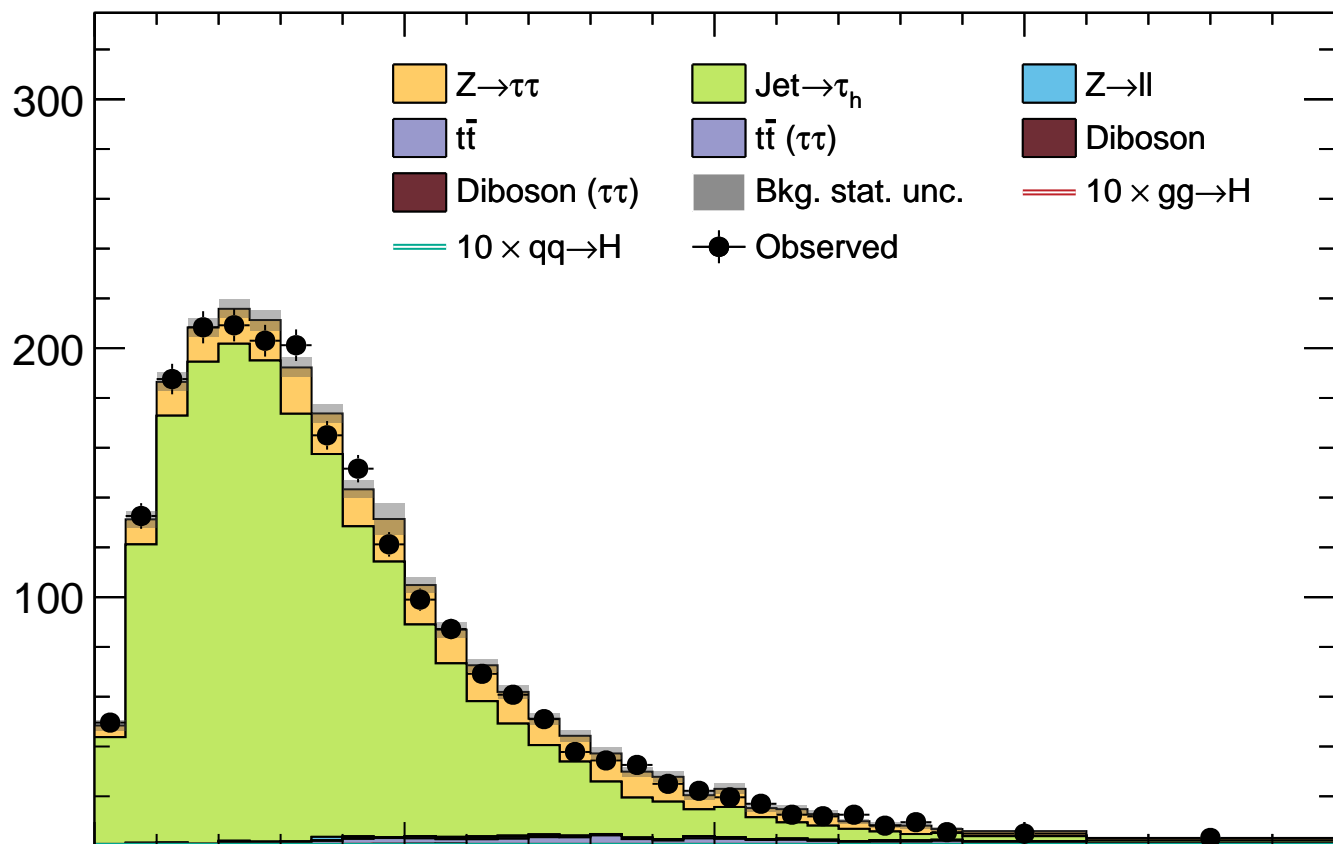 300
Z→ττ Jet→τh Z→ll
tt̄ tt̄ (ττ) Diboson
Diboson (ττ) Bkg. stat. unc. 10 × gg→H
10 × qq→H Observed
200
100